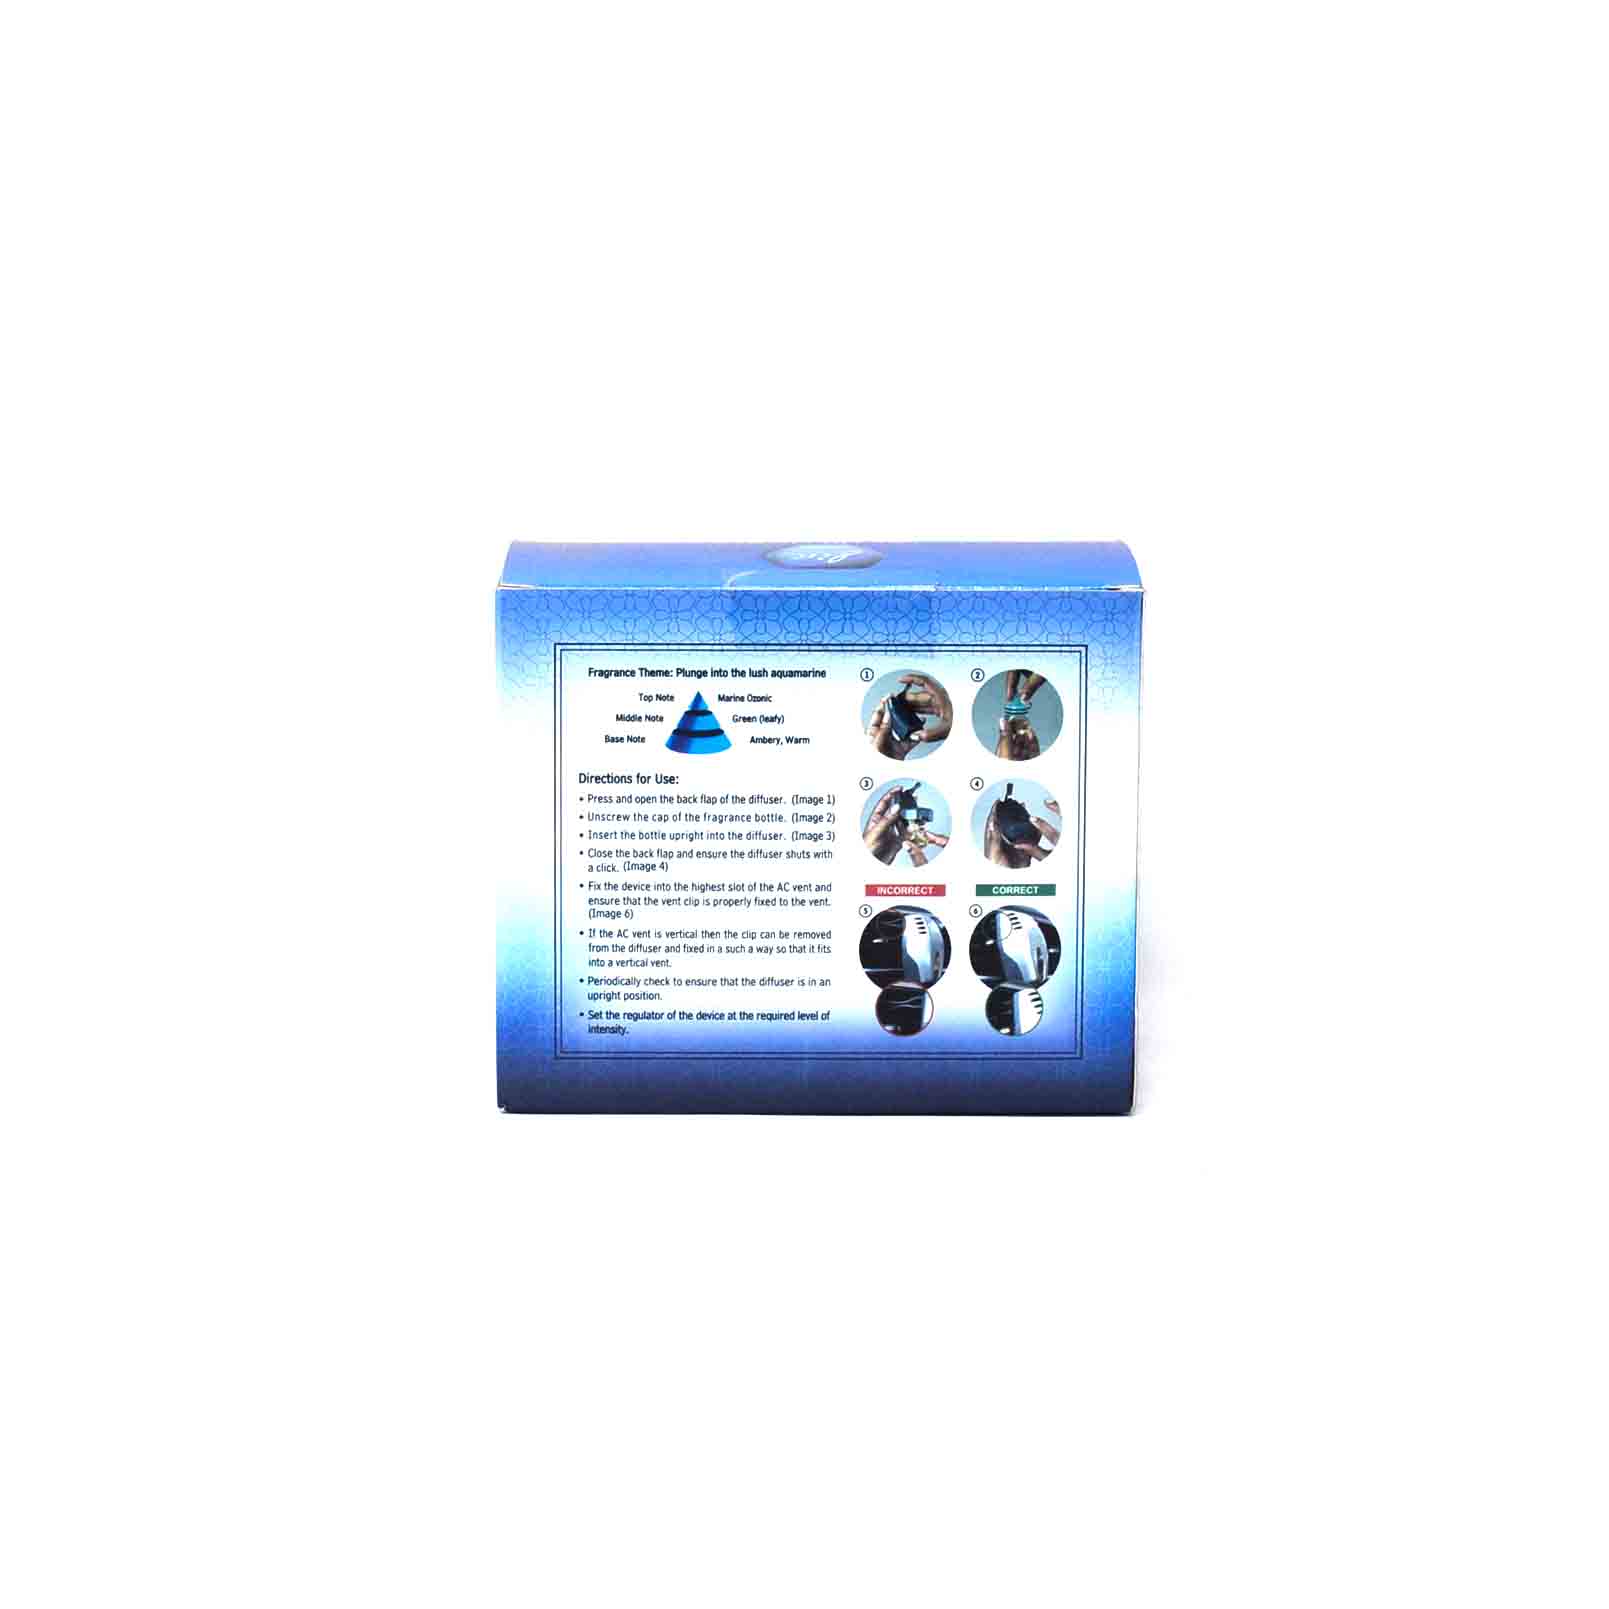 Fragrance Theme: Plunge into the lush aquamarine
Top Note Marine Ozonic
Middle Note Green (leafy)
Base Note Ambery, Warm
Directions for Use:
• Press and open the back flap of the diffuser. (Image 1)
• Unscrew the cap of the fragrance bottle. (Image 2)
• Insert the bottle upright into the diffuser. (Image 3)
• Close the back flap and ensure the diffuser shuts with
a click. (Image 4)
• Fix the device into the highest slot of the AC vent and
ensure that the vent clip is properly fixed to the vent.
(Image 6)
• If the AC vent is vertical then the clip can be removed
from the diffuser and fixed in a such a way so that it fits
into a vertical vent.
• Periodically check to ensure that the diffuser is in an
upright position.
• Set the regulator of the device at the required level of
intensity.
1
2
3
4
INCORRECT
CORRECT
5
6